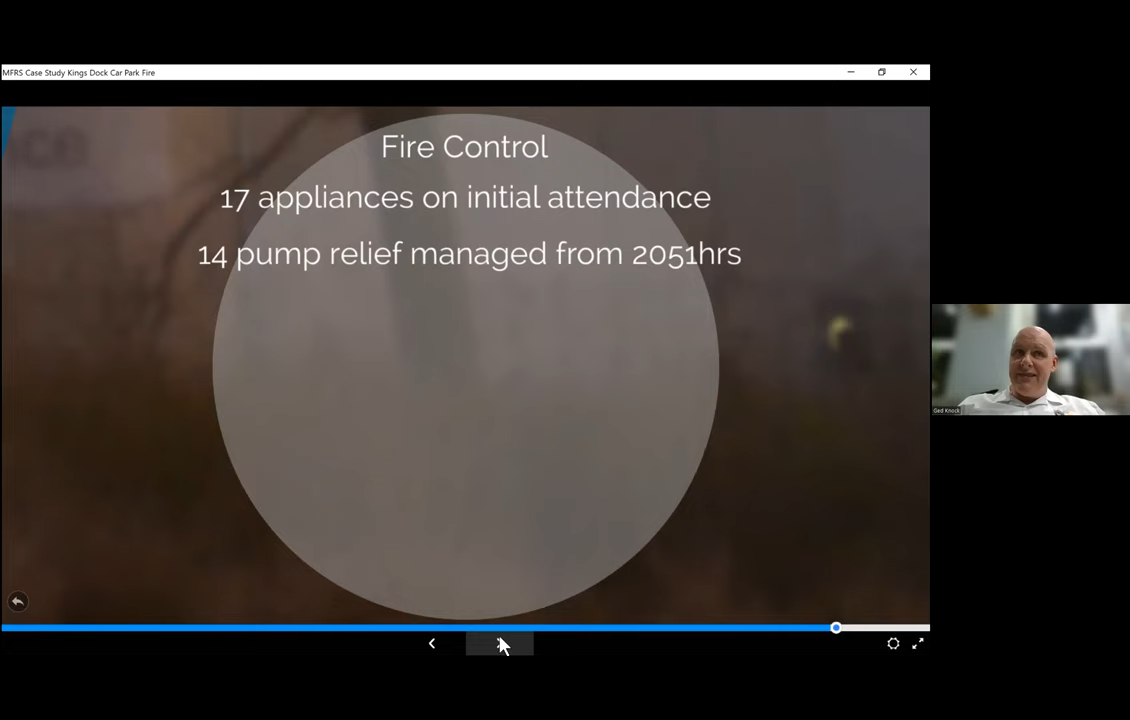 MFRS Case Study Kings Dock Car Park Fire
Fire Control
17 appliances on initial attendance
14 pump relief managed from 2051hrs
Ged Knock